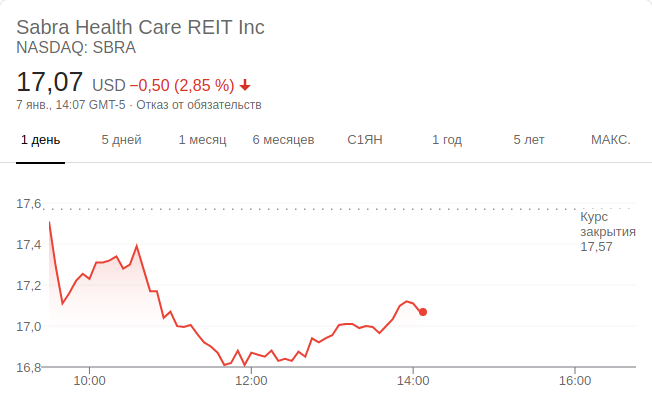 Sabra Health Care REIT Inc
NASDAQ: SBRA
17,07 USD −0,50 (2,85 %)
7 янв., 14:07 GMT-5 · Отказ от обязательств
1 день 5 дней 1 месяц 6 месяцев С1ЯН 1 год 5 лет МАКС.
17,6
Курс
закрытия
17,57
17,4
17,2
17,0
16,8
10:00 12:00 14:00 16:00